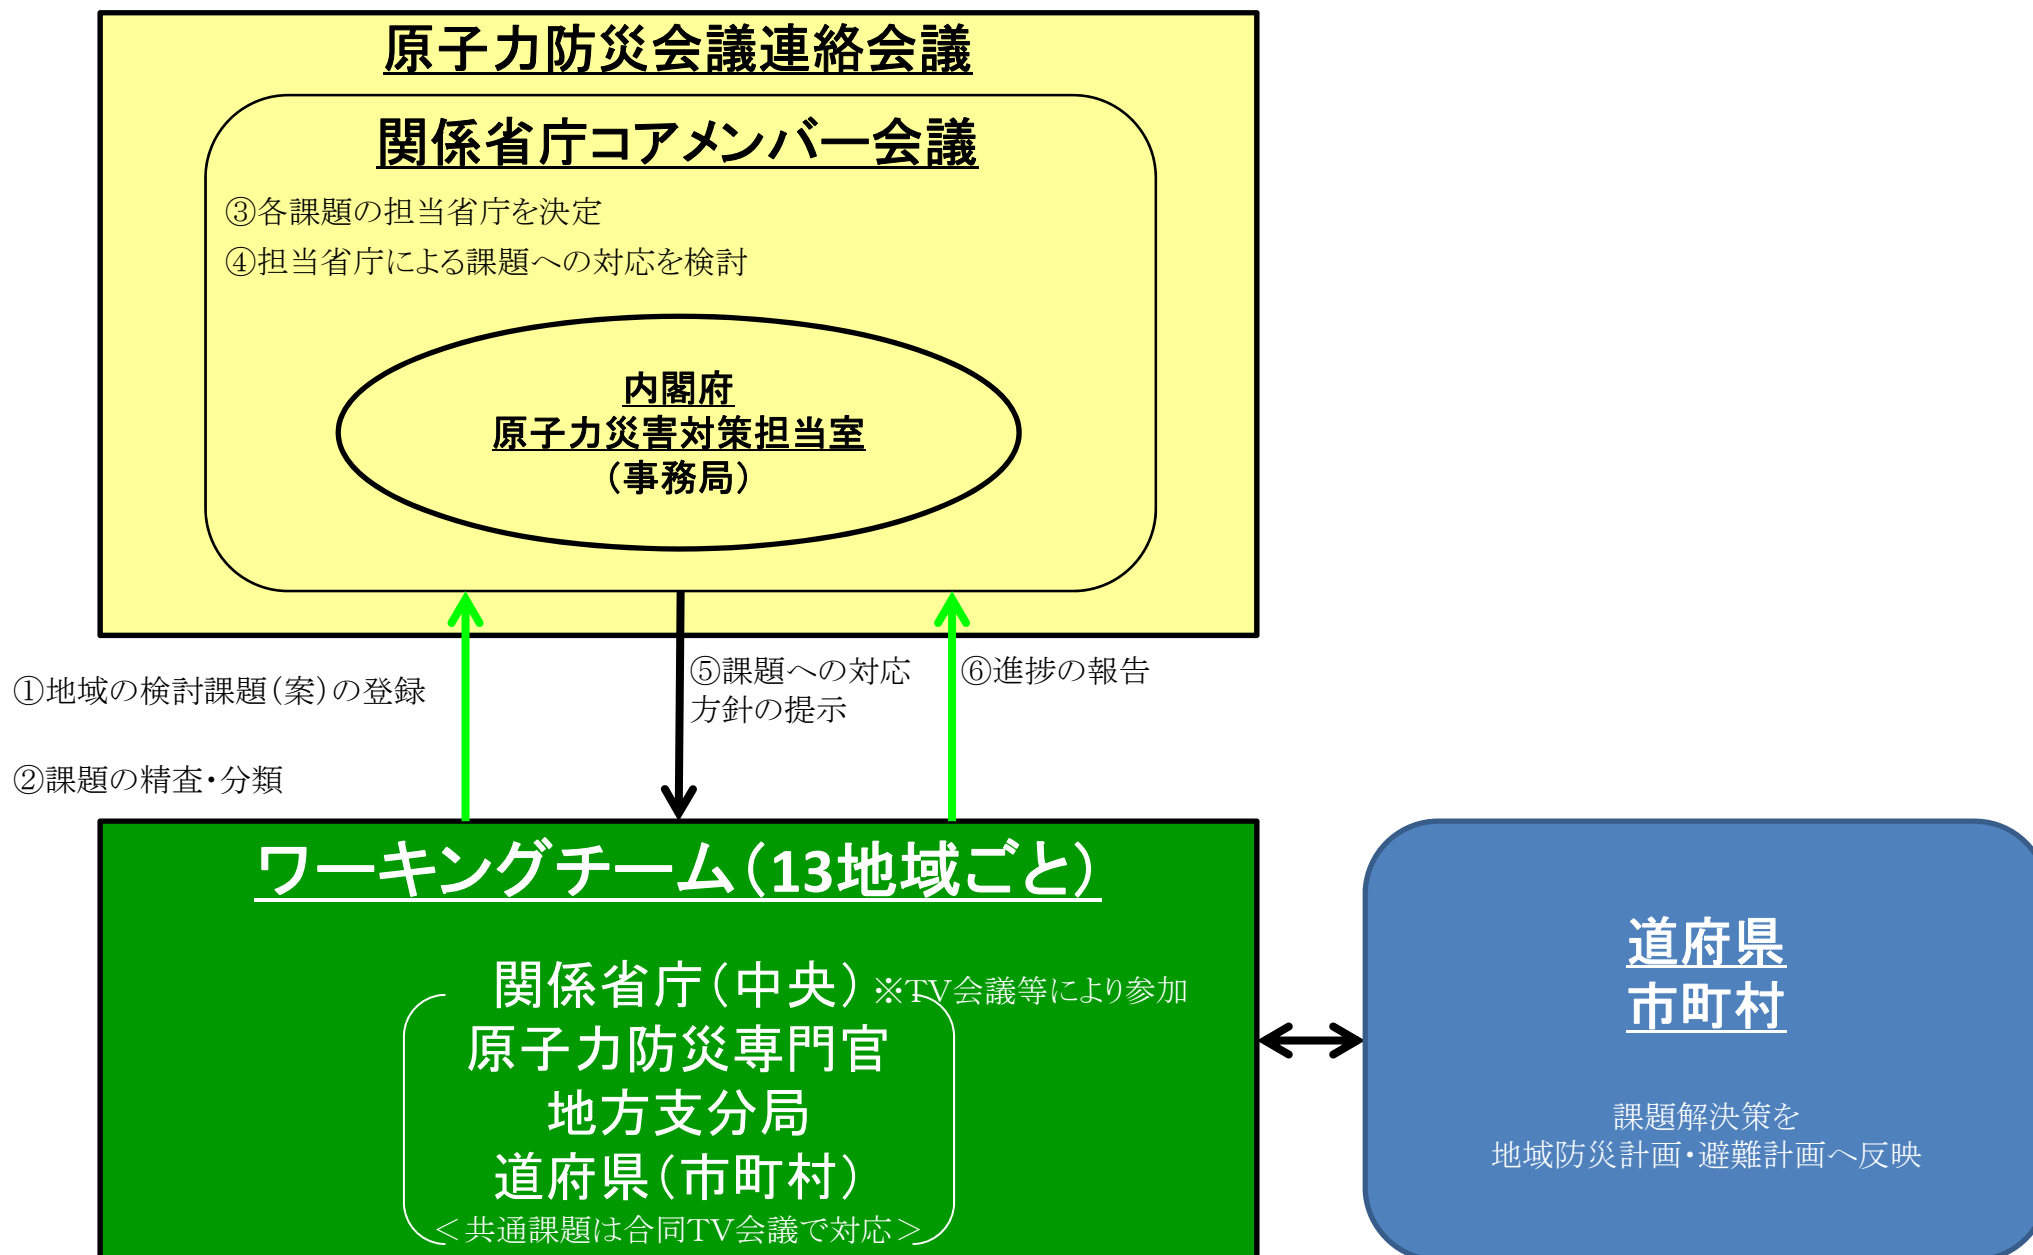 原子力防災会議連絡会議
関係省庁コアメンバー会議
③各課題の担当省庁を決定
④担当省庁による課題への対応を検討
内閣府
原子力災害対策担当室
（事務局）
①地域の検討課題（案）の登録
②課題の精査・分類
⑤課題への対応
方針の提示
⑥進捗の報告
ワーキングチーム（13地域ごと）
関係省庁（中央）※TV会議等により参加
原子力防災専門官
地方支分局
道府県（市町村）
＜共通課題は合同TV会議で対応＞
道府県
市町村
課題解決策を
地域防災計画・避難計画へ反映